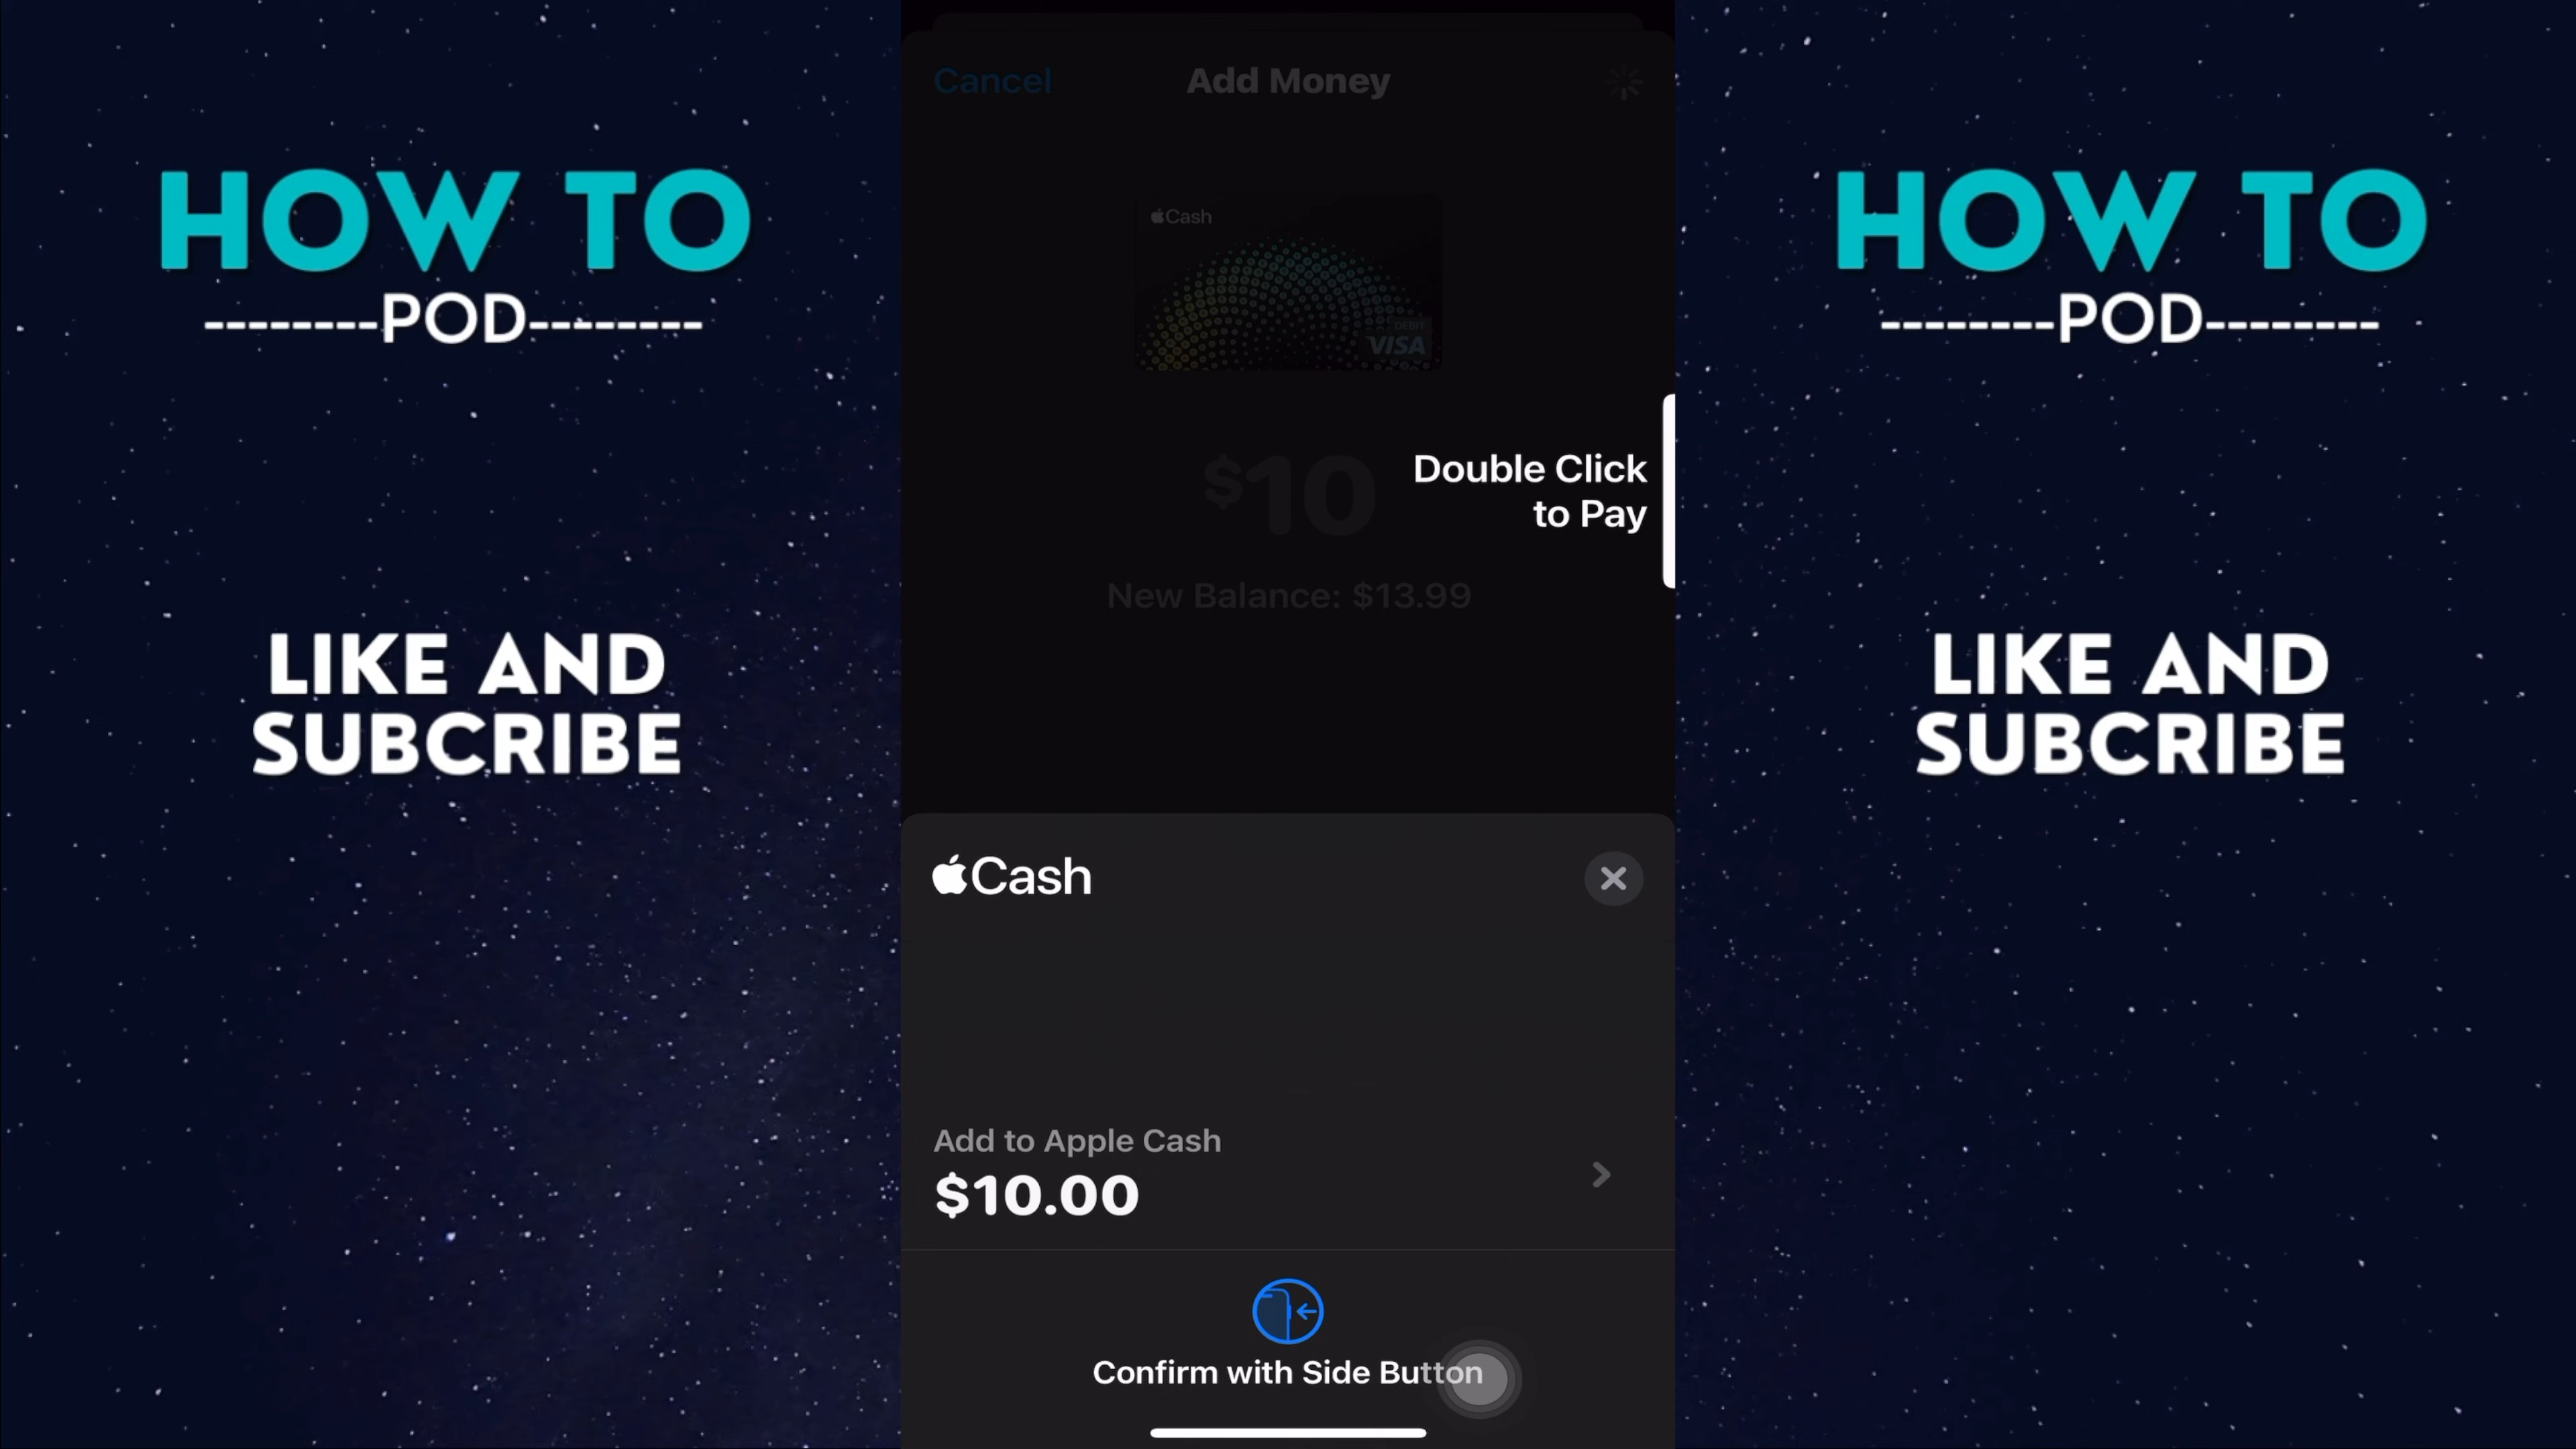 HOW TO
--------POD--------
LIKE AND
SUBCRIBE
Cancel
Add Money
Cash
DEBIT
VISA
$10
Double Click
to Pay
New Balance: $13.99
Cash
Add to Apple Cash
$10.00
Confirm with Side Button
HOW TO
--------POD--------
LIKE AND
SUBCRIBE